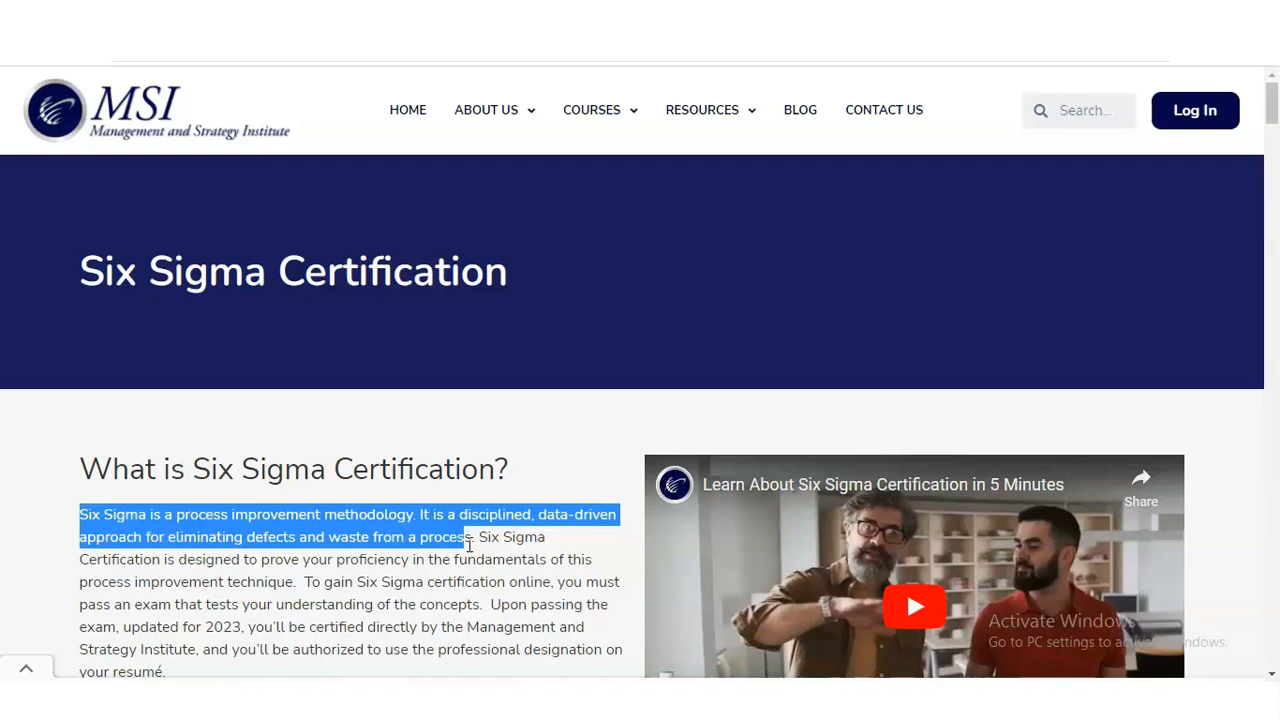 MSI
Management and Strategy Institute
HOME
ABOUT US
COURSES
RESOURCES
BLOG
CONTACT US
Search...
Log In
Six Sigma Certification
What is Six Sigma Certification?
Six Sigma is a process improvement methodology. It is a disciplined, data-driven
approach for eliminating defects and waste from a process. Six Sigma
Certification is designed to prove your proficiency in the fundamentals of this
process improvement technique.  To gain Six Sigma certification online, you must
pass an exam that tests your understanding of the concepts.  Upon passing the
exam, updated for 2023, you’ll be certified directly by the Management and
Strategy Institute, and you’ll be authorized to use the professional designation on
your resumé.
Learn About Six Sigma Certification in 5 Minutes
Share
Activate Windows
Go to PC settings to activate Windows.